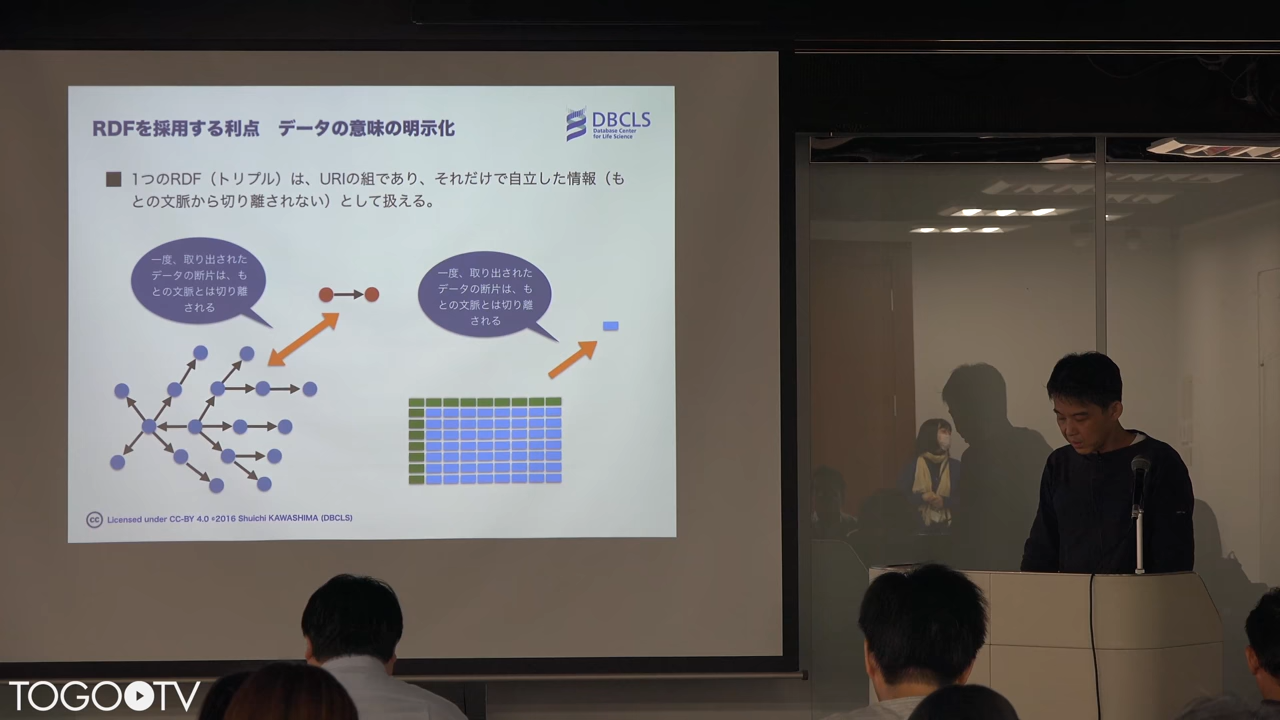 RDFを採用する利点　データの意味の明示化
DBCLS
Database Center
for Life Science
1つのRDF（トリプル）は、URIの組であり、それだけで自立した情報（も
との文脈から切り離されない）として扱える。
一度、取り出された
データの断片は、も
との文脈とは切り離
される
一度、取り出された
データの断片は、も
との文脈とは切り離
される
cc Licensed under CC-BY 4.0 ©2016 Shuichi KAWASHIMA (DBCLS)
TOGO TV